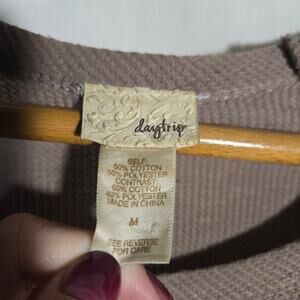 daytrip
SELF:
50% COTTON
50% POLYESTER
CONTRAST:
60% COTTON
40% POLYESTER
MADE IN CHINA
M
SEE REVERSE
FOR CARE